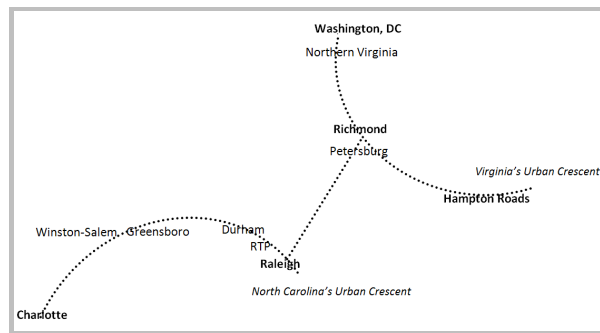 Washington, DC
Northern Virginia
Richmond
Petersburg
Virginia's Urban Crescent
Hampton Roads
Winston-Salem
Greensboro
Durham
RTP
Raleigh
North Carolina's Urban Crescent
Charlotte